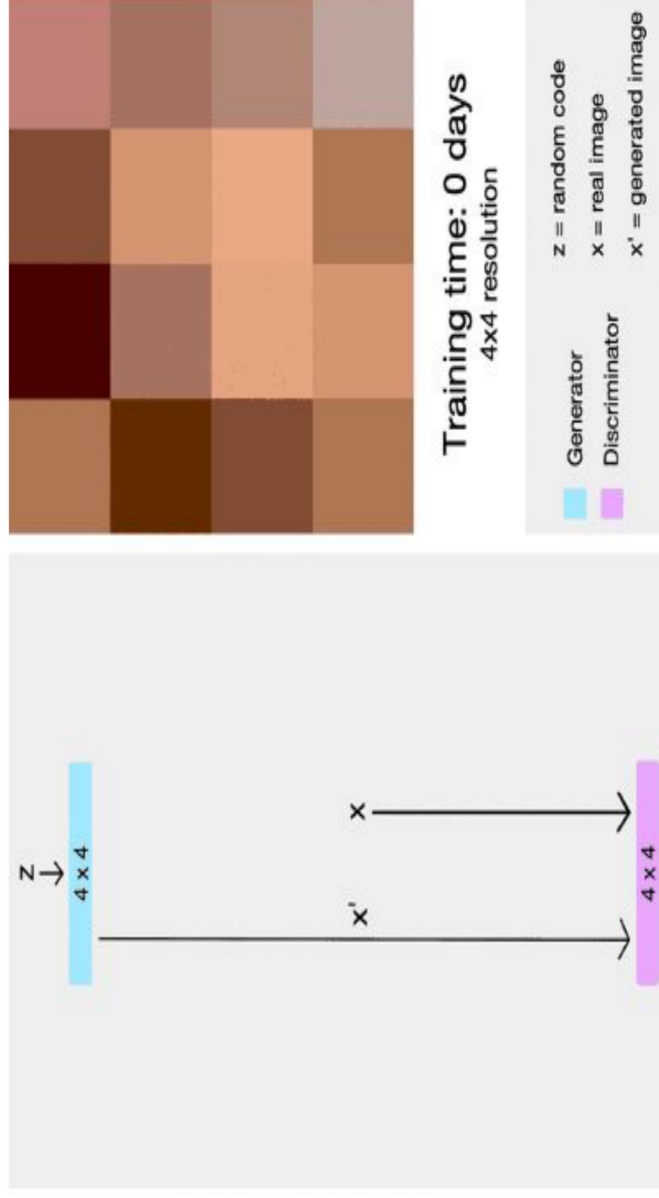 z
4 x 4
x'
x
4 x 4
Training time: 0 days
4x4 resolution
Generator
Discriminator
z = random code
x = real image
x' = generated image